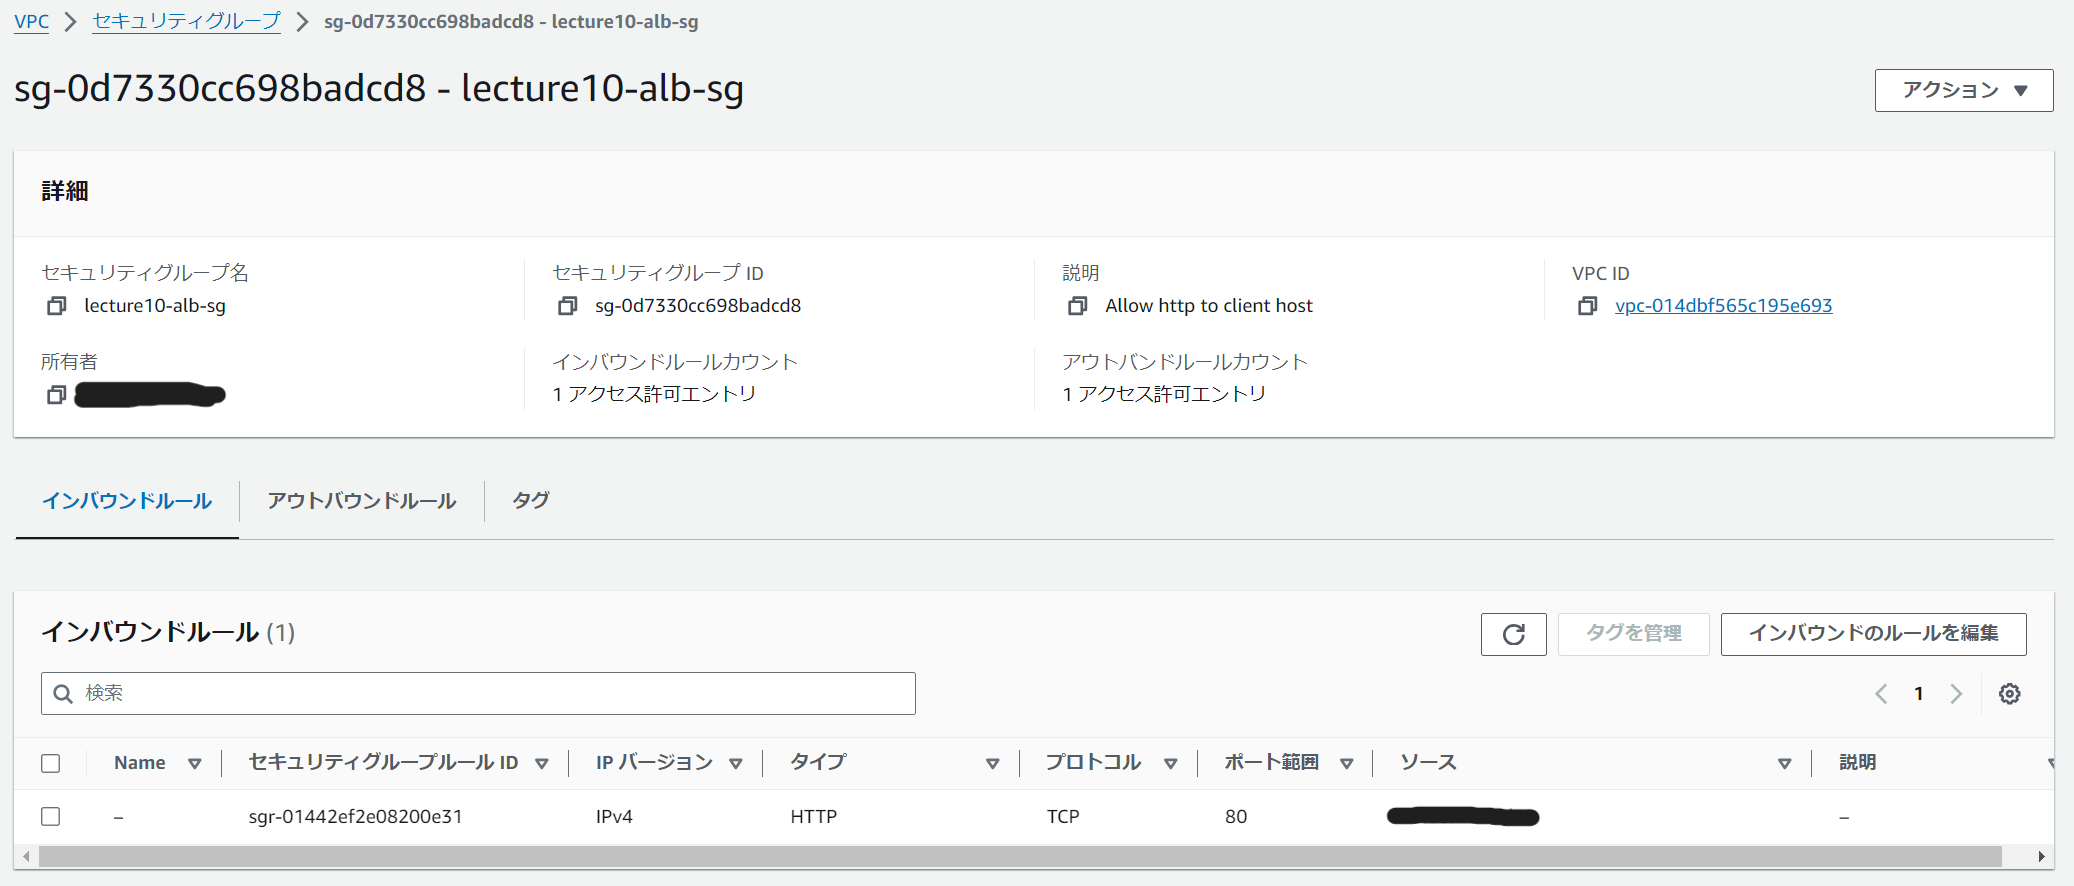 VPC > セキュリティグループ > sg-0d7330cc698badcd8 - lecture10-alb-sg
sg-0d7330cc698badcd8 - lecture10-alb-sg
アクション
詳細
セキュリティグループ名 セキュリティグループ ID 説明 VPC ID
lecture10-alb-sg sg-0d7330cc698badcd8 Allow http to client host vpc-014dbf565c195e693
所有者 インバウンドルールカウント アウトバンドルールカウント
1 アクセス許可エントリ 1 アクセス許可エントリ
インバウンドルール アウトバウンドルール タグ
インバウンドルール (1)
タグを管理 インバウンドのルールを編集
検索
1
Name セキュリティグループルール ID IP バージョン タイプ プロトコル ポート範囲 ソース 説明
– sgr-01442ef2e08200e31 IPv4 HTTP TCP 80 –